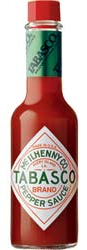 TABASCO
McILHENNY CO.
TABASCO
BRAND
PEPPER SAUCE